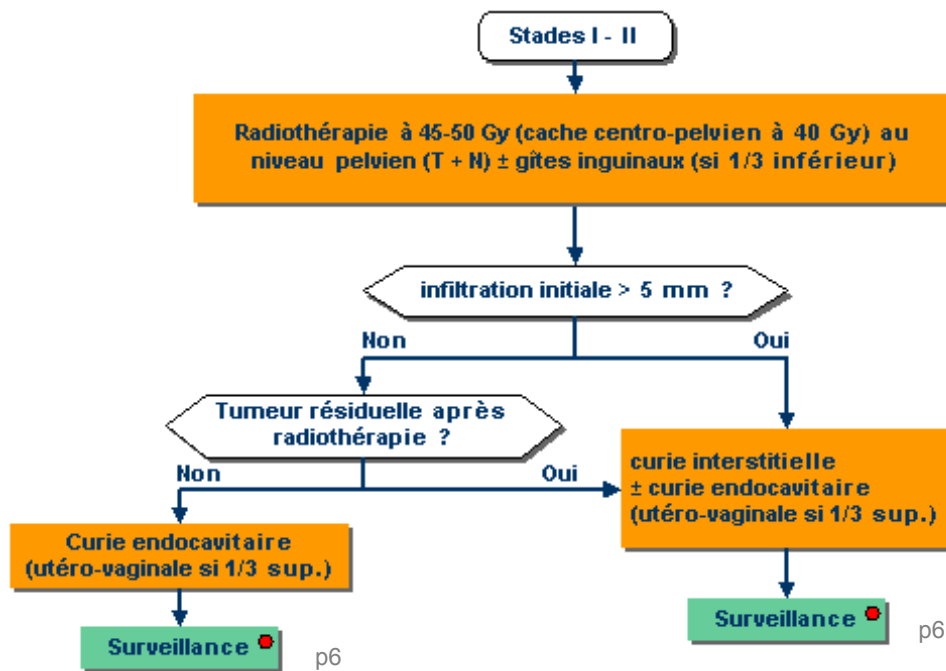 Stades I - II
Radiothérapie à 45-50 Gy (cache centro-pelvien à 40 Gy) au
niveau pelvien (T + N) ± gîtes inguinaux (si 1/3 inférieur)
infiltration initiale > 5 mm ?
Non
Oui
Tumeur résiduelle après
radiothérapie ?
Non
Oui
curie interstitielle
± curie endocavitaire
(utéro-vaginale si 1/3 sup.)
Curie endocavitaire
(utéro-vaginale si 1/3 sup.)
Surveillance
p6
Surveillance
p6